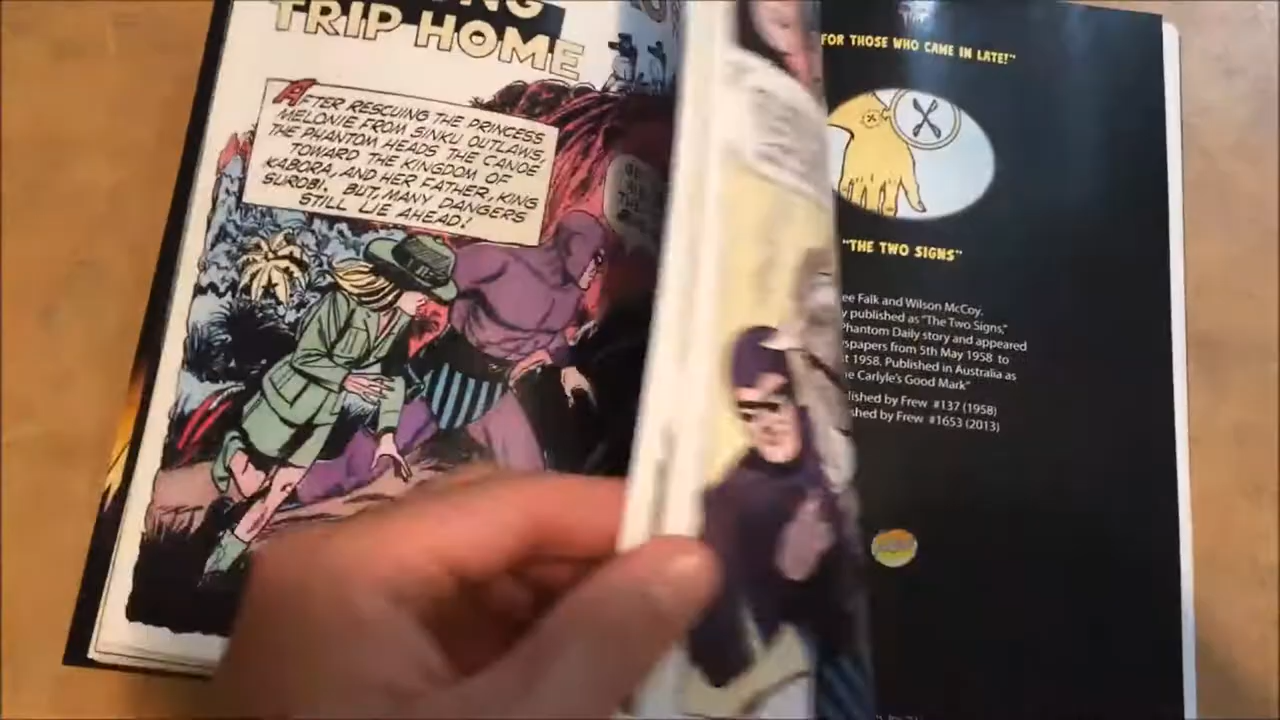 TRIP HOME
AFTER RESCUING THE PRINCESS
MELONIE FROM SINKU OUTLAWS,
THE PHANTOM HEADS THE CANOE
TOWARD THE KINGDOM OF
KABORA, AND HER FATHER, KING
SUROBI. BUT, MANY DANGERS
STILL LIE AHEAD!
FOR THOSE WHO CAME IN LATE!"
"THE TWO SIGNS"
Falk and Wilson McCoy.
published as "The Two Signs,"
Phantom Daily story and appeared
from 5th May 1958 to
1958. Published in Australia as
Carlyle's Good Mark"
by Frew #137 (1958)
by Frew #1653 (2013)